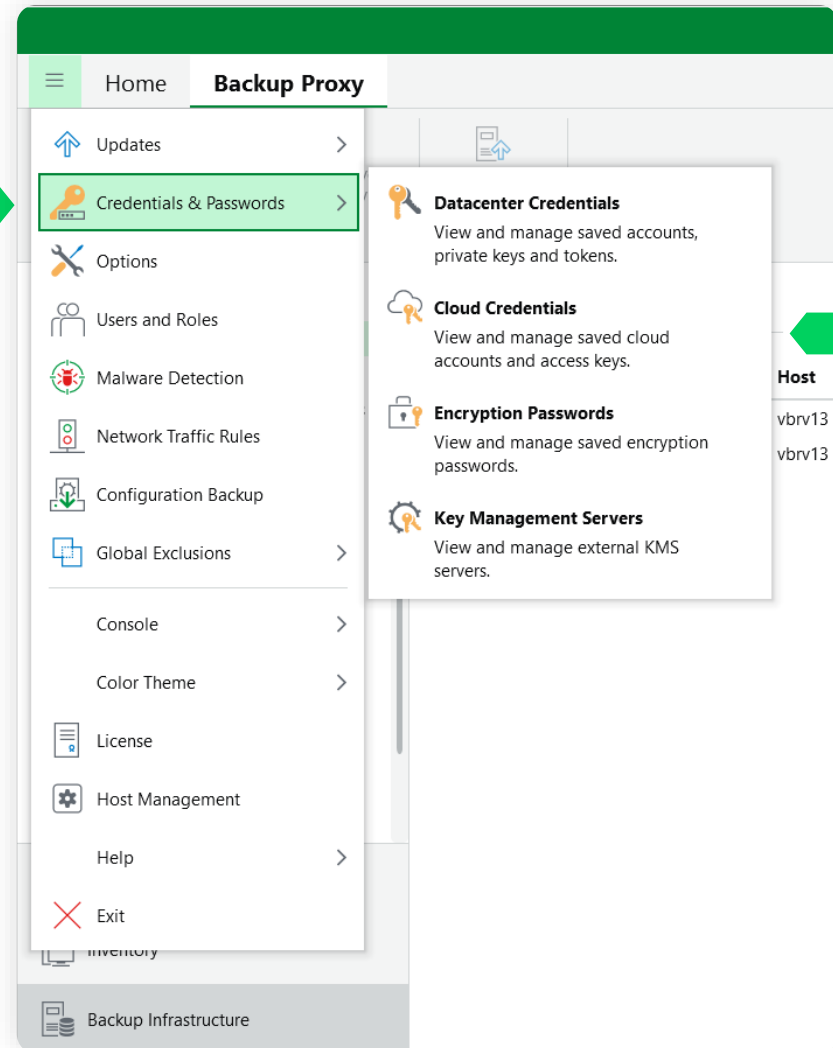 Home
Backup Proxy
Updates
Credentials & Passwords
Options
Users and Roles
Malware Detection
Network Traffic Rules
Configuration Backup
Global Exclusions
Console
Color Theme
License
Host Management
Help
Exit
Datacenter Credentials
View and manage saved accounts,
private keys and tokens.
Cloud Credentials
View and manage saved cloud
accounts and access keys.
Encryption Passwords
View and manage saved encryption
passwords.
Key Management Servers
View and manage external KMS
servers.
Host
vbrv13
vbrv13
Inventory
Backup Infrastructure